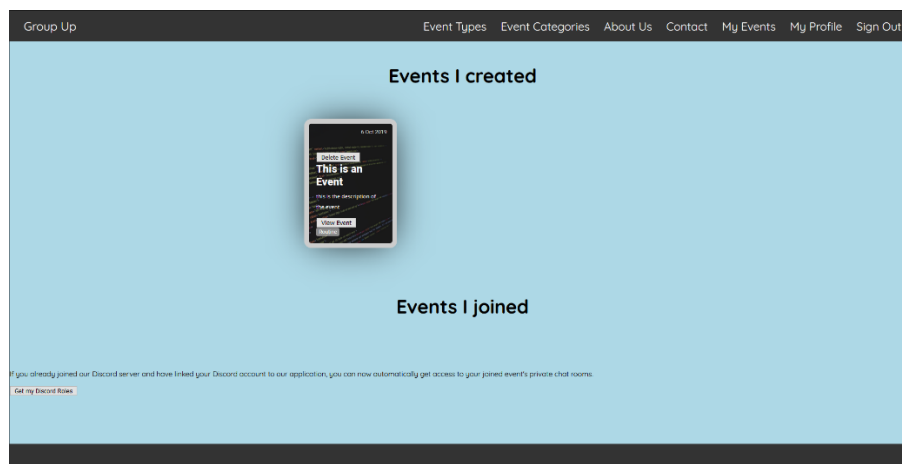 Group Up
Event Types Event Categories About Us Contact My Events My Profile Sign Out
Events I created
6 Oct 2019
Delete Event
This is an
Event
this is the description of
the event
View Event
Events I joined
If you already joined our Discord server and have linked your Discord account to our application, you can now automatically get access to your joined event's private chat rooms.
Get my Discord Roles